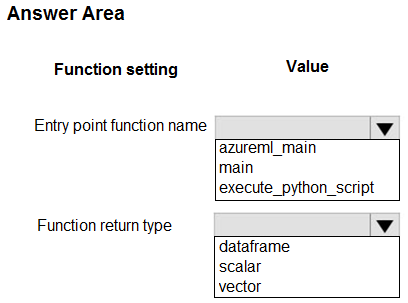 Answer Area
Function setting Value
Entry point function name
azureml_main
main
execute_python_script
Function return type
dataframe
scalar
vector